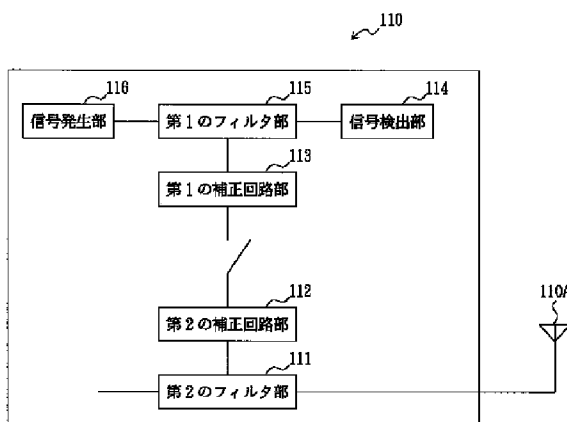 110
116
115
114
信号発生部
第1のフィルタ部
信号検出部
113
第1の補正回路部
112
110A
第2の補正回路部
111
第2のフィルタ部